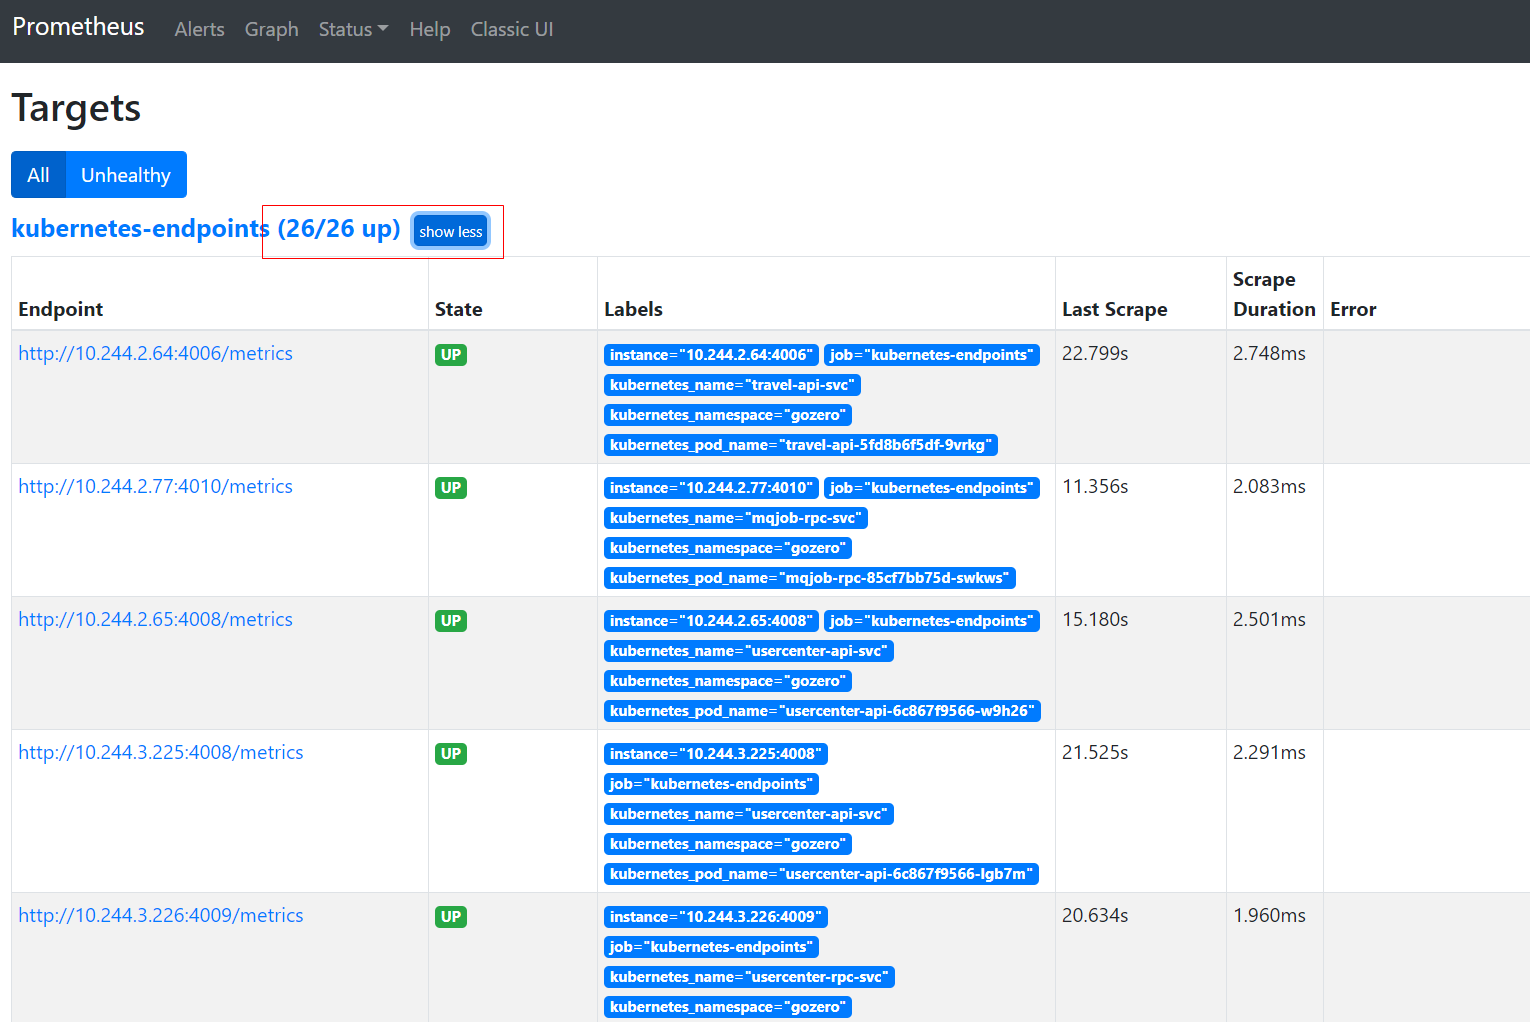 Prometheus Alerts Graph Status Help Classic UI
Targets
All Unhealthy
kubernetes-endpoints (26/26 up) show less
Endpoint State Labels Last Scrape Scrape Duration Error
http://10.244.2.64:4006/metrics UP instance="10.244.2.64:4006" job="kubernetes-endpoints" 22.799s 2.748ms
kubernetes_name="travel-api-svc"
kubernetes_namespace="gozero"
kubernetes_pod_name="travel-api-5fd8b6f5df-9vrkg"
http://10.244.2.77:4010/metrics UP instance="10.244.2.77:4010" job="kubernetes-endpoints" 11.356s 2.083ms
kubernetes_name="mqjob-rpc-svc"
kubernetes_namespace="gozero"
kubernetes_pod_name="mqjob-rpc-85cf7bb75d-swkws"
http://10.244.2.65:4008/metrics UP instance="10.244.2.65:4008" job="kubernetes-endpoints" 15.180s 2.501ms
kubernetes_name="usercenter-api-svc"
kubernetes_namespace="gozero"
kubernetes_pod_name="usercenter-api-6c867f9566-w9h26"
http://10.244.3.225:4008/metrics UP instance="10.244.3.225:4008" 21.525s 2.291ms
job="kubernetes-endpoints"
kubernetes_name="usercenter-api-svc"
kubernetes_namespace="gozero"
kubernetes_pod_name="usercenter-api-6c867f9566-lgb7m"
http://10.244.3.226:4009/metrics UP instance="10.244.3.226:4009" 20.634s 1.960ms
job="kubernetes-endpoints"
kubernetes_name="usercenter-rpc-svc"
kubernetes_namespace="gozero"